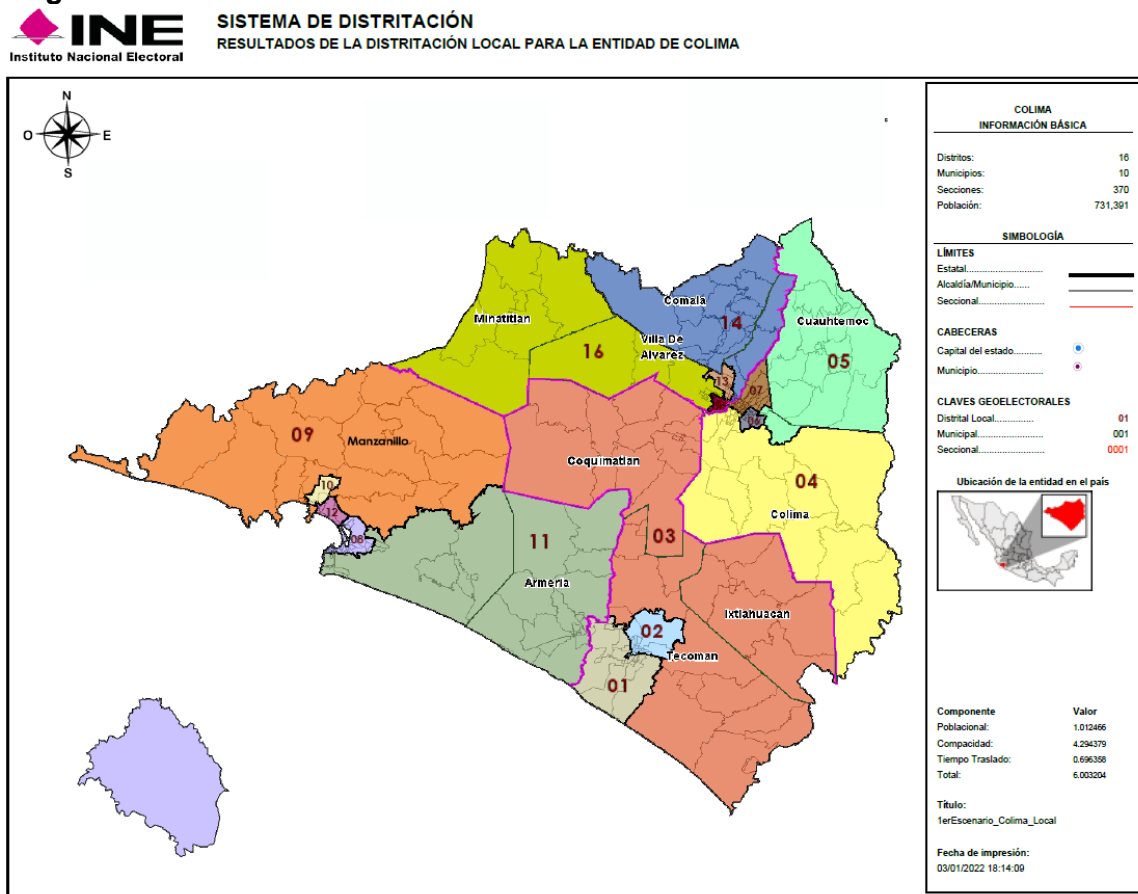 INE
Instituto Nacional Electoral
SISTEMA DE DISTRITACIÓN
RESULTADOS DE LA DISTRITACIÓN LOCAL PARA LA ENTIDAD DE COLIMA
N
O E
S
Minatitlan
Comala
14
Cuauhtemoc
Villa De
Alvarez
16
05
13
07
09
Manzanillo
Coquimatlan
04
Colima
10
12
08
11
03
Armeria
Ixtlahuacan
02
Tecoman
01
COLIMA
INFORMACIÓN BÁSICA
Distritos: 16
Municipios: 10
Secciones: 370
Población: 731,391
SIMBOLOGÍA
LÍMITES
Estatal............................
Alcaldía/Municipio......
Seccional........................
CABECERAS
Capital del estado..........
Municipio........................
CLAVES GEOELECTORALES
Distrital Local.............. 01
Municipal...................... 001
Seccional........................ 0001
Ubicación de la entidad en el país
Componente Valor
Poblacional: 1.012466
Compacidad: 4.294379
Tiempo Traslado: 0.696358
Total: 6.003204
Título:
1erEscenario_Colima_Local
Fecha de impresión:
03/01/2022 18:14:09